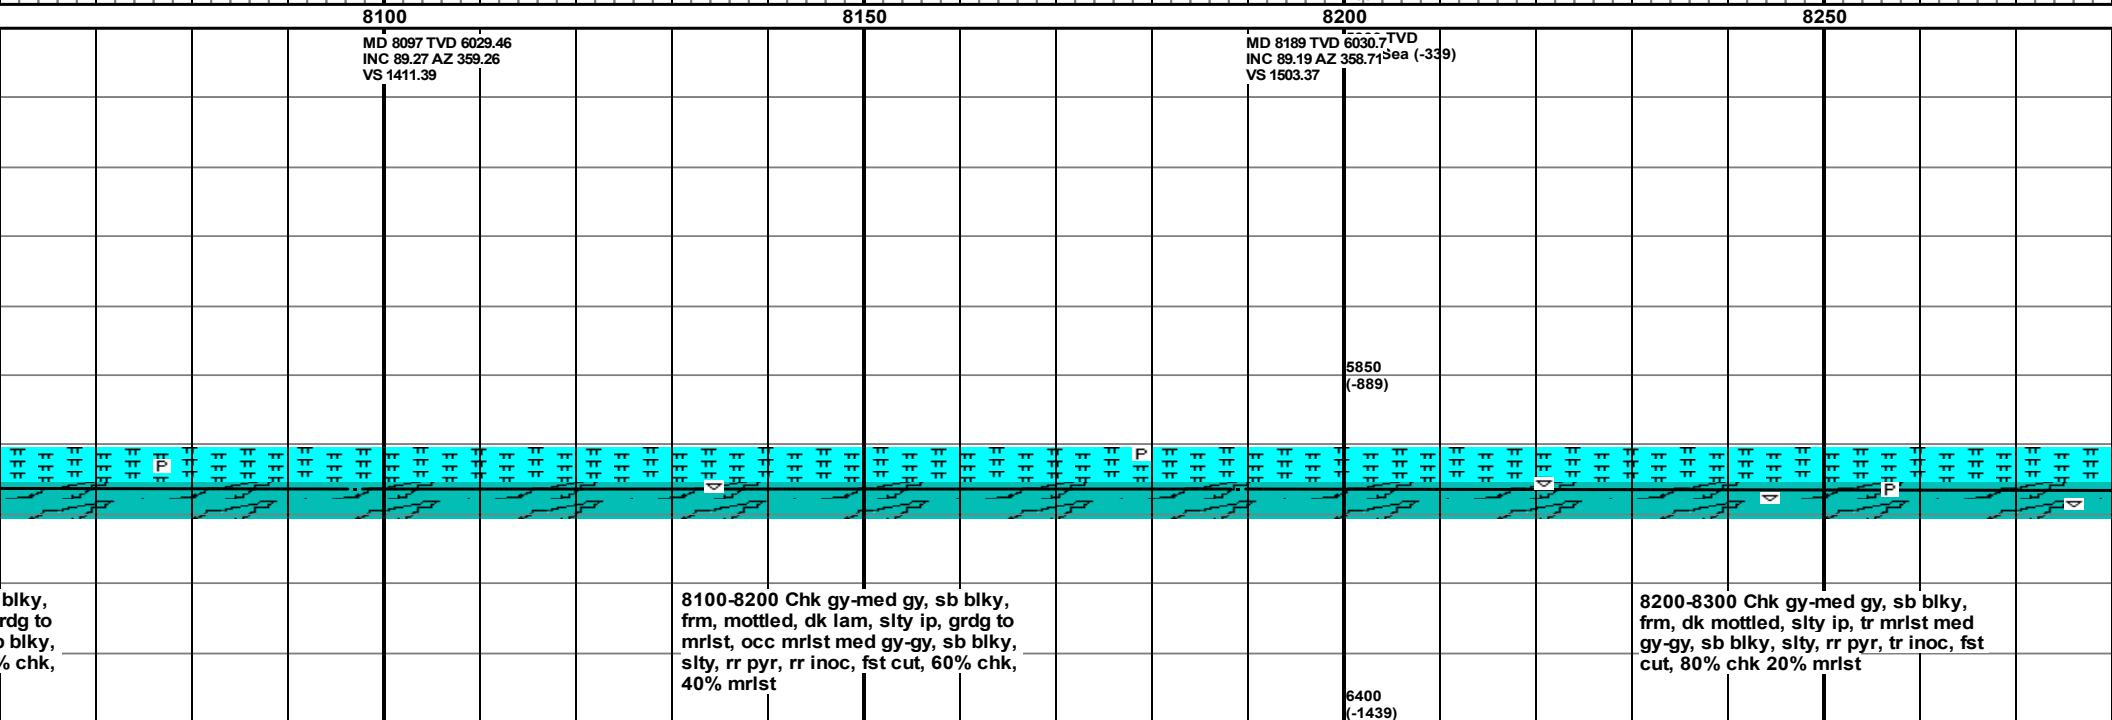 8100 8150 8200 8250
MD 8097 TVD 6029.46
INC 89.27 AZ 359.26
VS 1411.39
MD 8189 TVD 6030.7
INC 89.19 AZ 358.71
VS 1503.37
TVD
Sea (-339)
5850
(-889)
P P P
blky,
rdg to
blky,
% chk,
8100-8200 Chk gy-med gy, sb blky,
frm, mottled, dk lam, slty ip, grdg to
mrlst, occ mrlst med gy-gy, sb blky,
slty, rr pyr, rr inoc, fst cut, 60% chk,
40% mrlst
8200-8300 Chk gy-med gy, sb blky,
frm, dk mottled, slty ip, tr mrlst med
gy-gy, sb blky, slty, rr pyr, tr inoc, fst
cut, 80% chk 20% mrlst
6400
(-1439)